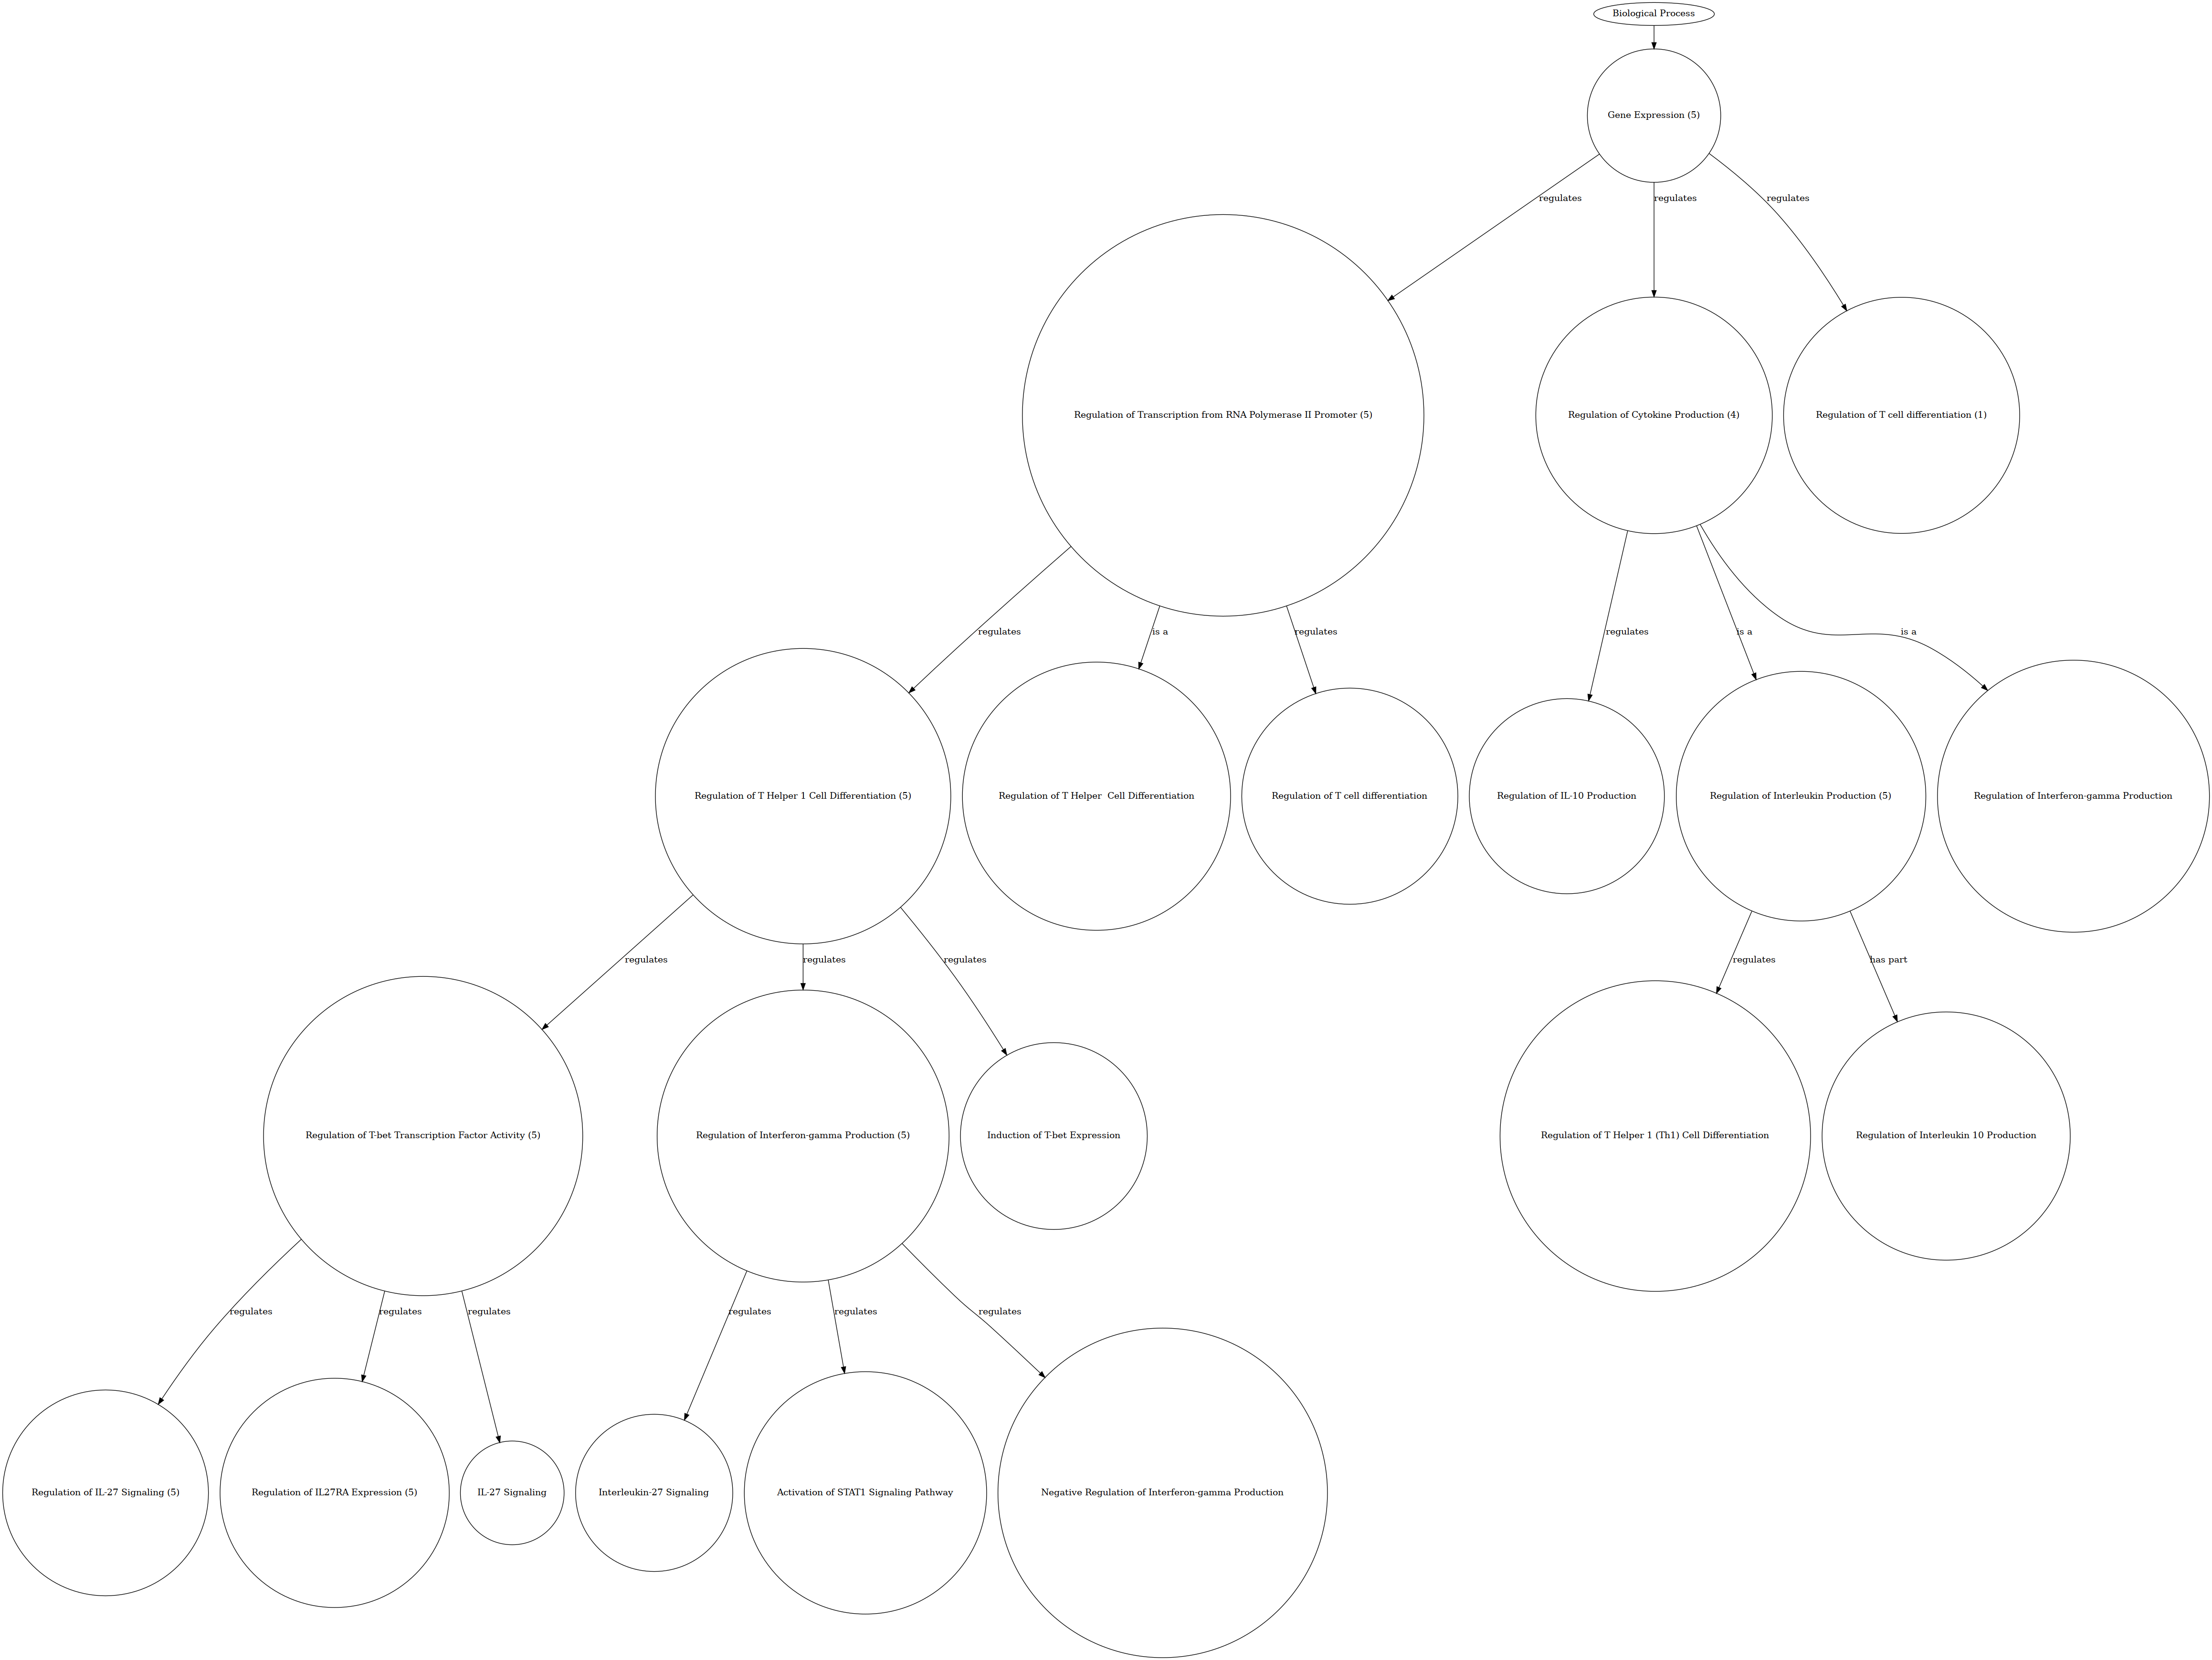 Biological Process
Gene Expression (5)
regulates
regulates
regulates
Regulation of Transcription from RNA Polymerase II Promoter (5)
Regulation of Cytokine Production (4)
Regulation of T cell differentiation (1)
regulates
is a
regulates
regulates
is a
is a
Regulation of T Helper 1 Cell Differentiation (5)
Regulation of T Helper  Cell Differentiation
Regulation of T cell differentiation
Regulation of IL-10 Production
Regulation of Interleukin Production (5)
Regulation of Interferon-gamma Production
regulates
regulates
regulates
regulates
has part
Regulation of T-bet Transcription Factor Activity (5)
Regulation of Interferon-gamma Production (5)
Induction of T-bet Expression
Regulation of T Helper 1 (Th1) Cell Differentiation
Regulation of Interleukin 10 Production
regulates
regulates
regulates
regulates
regulates
regulates
Regulation of IL-27 Signaling (5)
Regulation of IL27RA Expression (5)
IL-27 Signaling
Interleukin-27 Signaling
Activation of STAT1 Signaling Pathway
Negative Regulation of Interferon-gamma Production